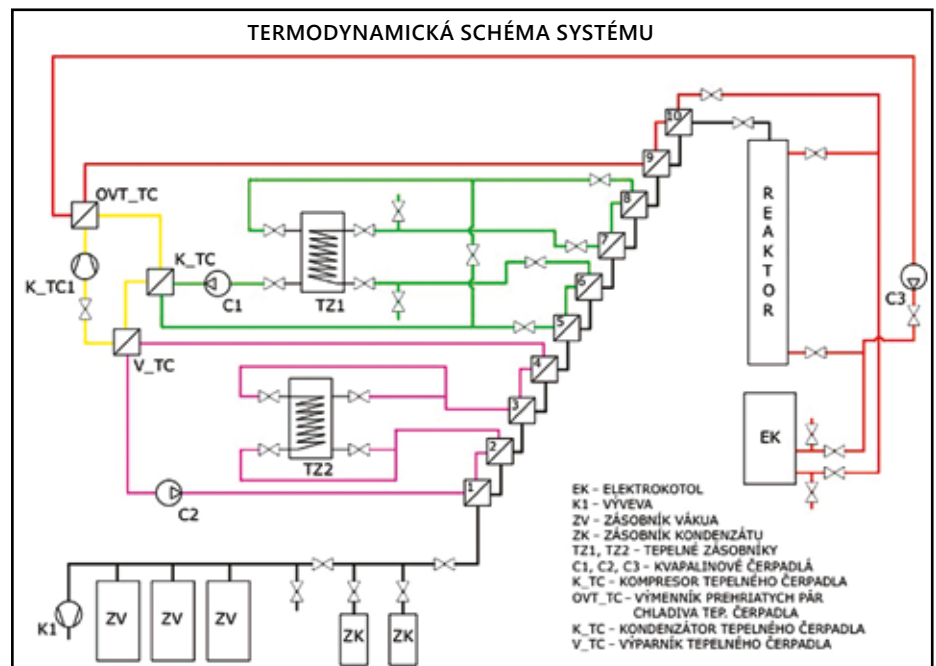 TERMODYNAMICKÁ SCHÉMA SYSTÉMU
10
9
OVT_TC
8
R E A K T O R
7
K_TC
K_TC1
6
C1
TZ1
C3
5
V_TC
4
3
EK
2
TZ2
1
C2
EK – ELEKTROKOTOL
K1 – VÝVEVA
ZV – ZÁSOBNÍK VÁKUA
ZK – ZÁSOBNÍK KONDENZÁTU
TZ1, TZ2 – TEPELNÉ ZÁSOBNÍKY
C1, C2, C3 – KVAPALINOVÉ ČERPADLÁ
K_TC – KOMPRESOR TEPELNÉHO ČERPADLA
OVT_TC – VÝMENNÍK PREHRIATYCH PÁR
CHLADIVA TEP. ČERPADLA
K_TC – KONDENZÁTOR TEPELNÉHO ČERPADLA
V_TC – VÝPARNÍK TEPELNÉHO ČERPADLA
K1
ZV
ZV
ZV
ZK
ZK